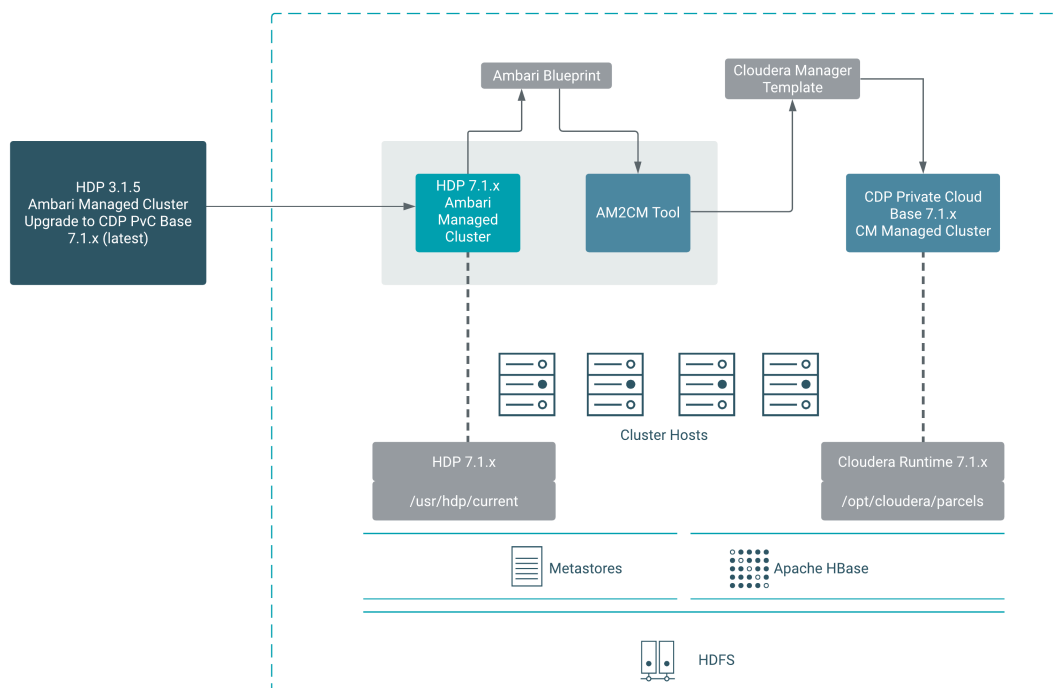 Ambari Blueprint
Cloudera Manager
Template
HDP 3.1.5
Ambari Managed Cluster
Upgrade to CDP PvC Base
7.1.x (latest)
HDP 7.1.x
Ambari
Managed
Cluster
AM2CM Tool
CDP Private Cloud
Base 7.1.x
CM Managed Cluster
Cluster Hosts
HDP 7.1.x
/usr/hdp/current
Cloudera Runtime 7.1.x
/opt/cloudera/parcels
Metastores
Apache HBase
HDFS